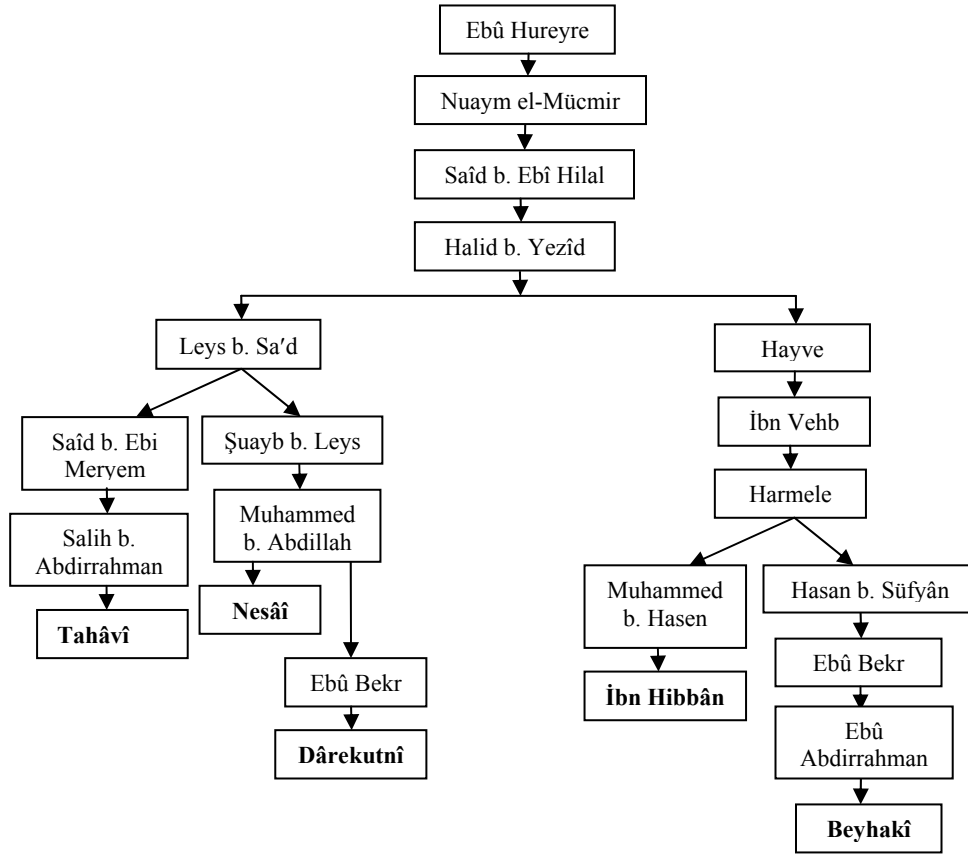 Ebû Hureyre
Nuaym el-Mücmir
Saîd b. Ebî Hilal
Halid b. Yezîd
Leys b. Sa′d
Hayve
Saîd b. Ebi
Meryem
Şuayb b. Leys
İbn Vehb
Salih b.
Abdirrahman
Muhammed
b. Abdillah
Harmele
Tahâvî
Nesâî
Muhammed
b. Hasen
Hasan b. Süfyân
Ebû Bekr
Dârekutnî
İbn Hibbân
Ebû Bekr
Ebû
Abdirrahman
Beyhakî